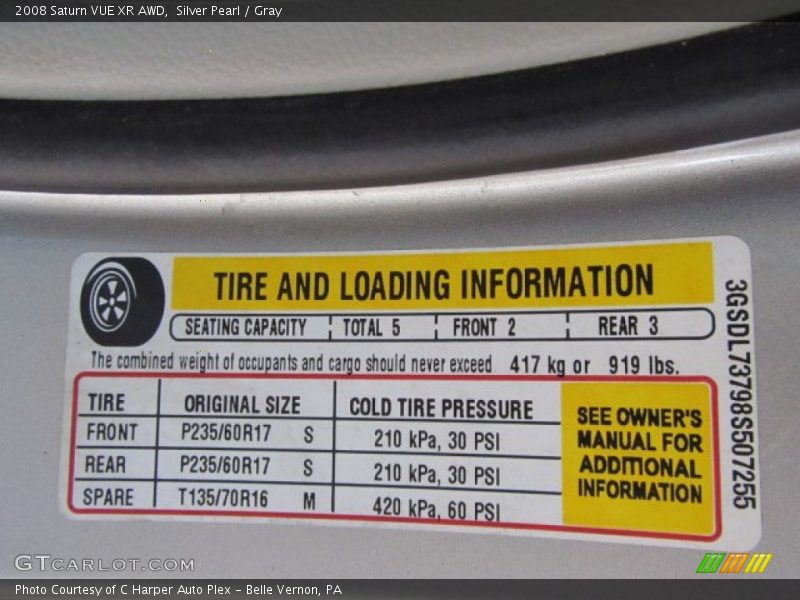 2008 Saturn VUE XR AWD, Silver Pearl / Gray
TIRE AND LOADING INFORMATION
SEATING CAPACITY TOTAL 5 FRONT 2 REAR 3
The combined weight of occupants and cargo should never exceed 417 kg or 919 lbs.
TIRE ORIGINAL SIZE COLD TIRE PRESSURE
FRONT P235/60R17 S 210 kPa, 30 PSI
REAR P235/60R17 S 210 kPa, 30 PSI
SPARE T135/70R16 M 420 kPa, 60 PSI
SEE OWNER'S
MANUAL FOR
ADDITIONAL
INFORMATION
3GSDL73798S507255
GTCARLOT.COM
Photo Courtesy of C Harper Auto Plex - Belle Vernon, PA